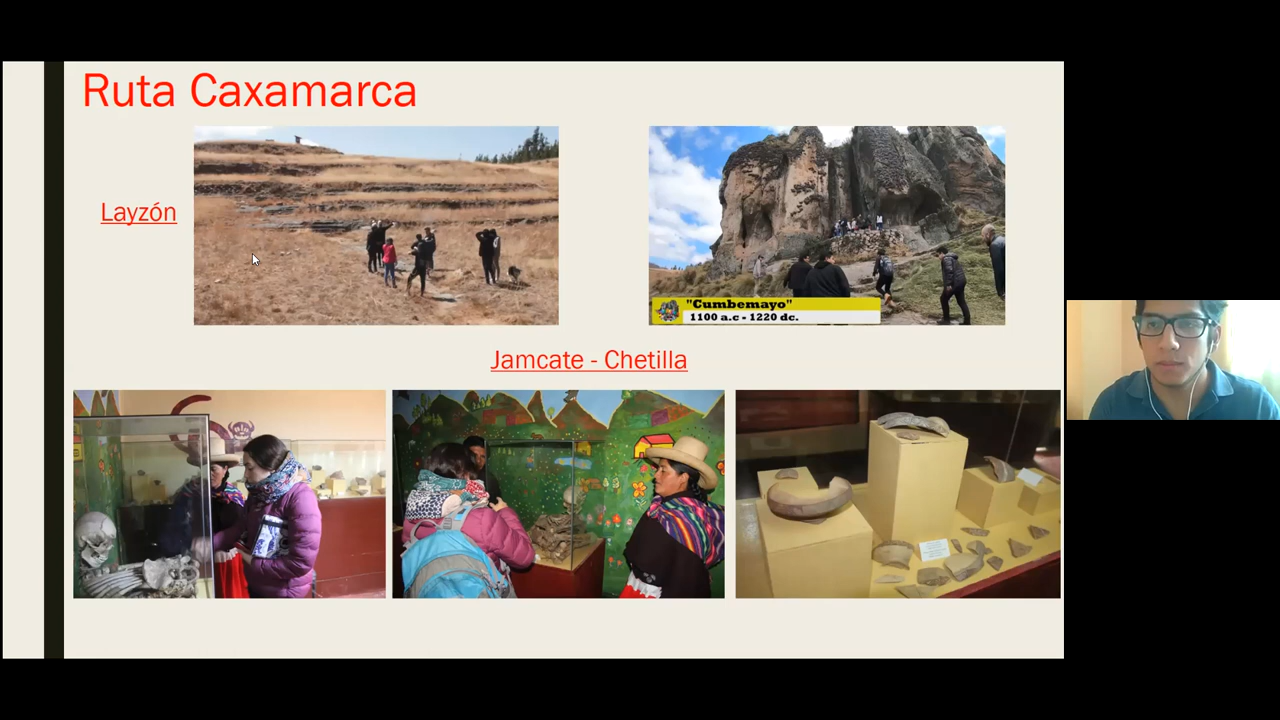 Ruta Caxamarca
Layzón
"Cumbemayo"
1100 a.c - 1220 dc.
Jamcate - Chetilla